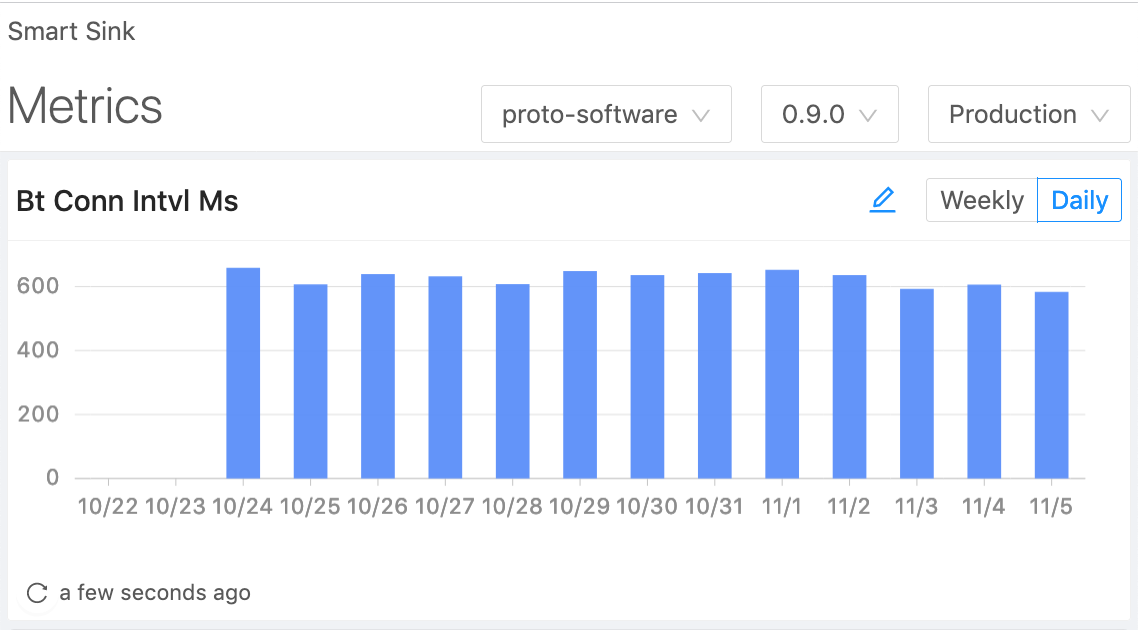 Smart Sink
Metrics
proto-software
0.9.0
Production
Bt Conn Intvl Ms
Weekly
Daily
600
400
200
0
10/22 10/23 10/24 10/25 10/26 10/27 10/28 10/29 10/30 10/31 11/1 11/2 11/3 11/4 11/5
a few seconds ago